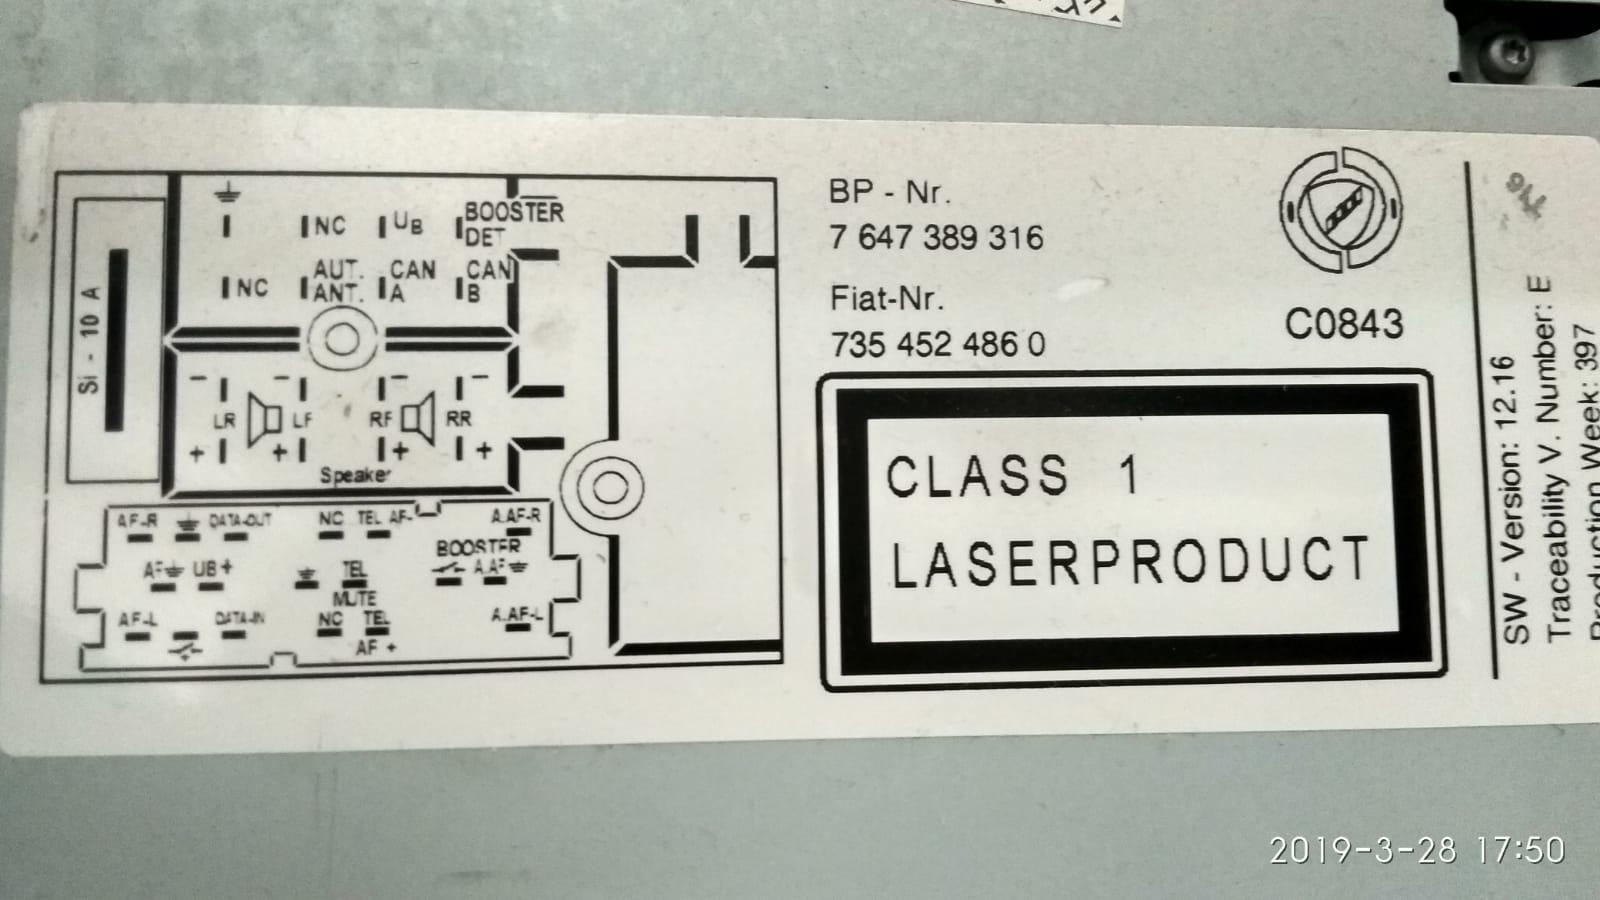 Si - 10 A
NC UB BOOSTER
DET
NC AUT. ANT. CAN A CAN B
- - - -
LR LF RF RR
+ + + +
Speaker
AF-R DATA-OUT NC TEL AF- A.AF-R
BOOSTER
AF UB+ TEL A.AF
MUTE
AF-L DATA-IN NC TEL A.AF-L
AF +
BP - Nr.
7 647 389 316
Fiat-Nr.
735 452 486 0
C0843
CLASS 1
LASERPRODUCT
SW - Version: 12.16
Traceability V. Number: E
Production Week: 397
2019-3-28 17:50